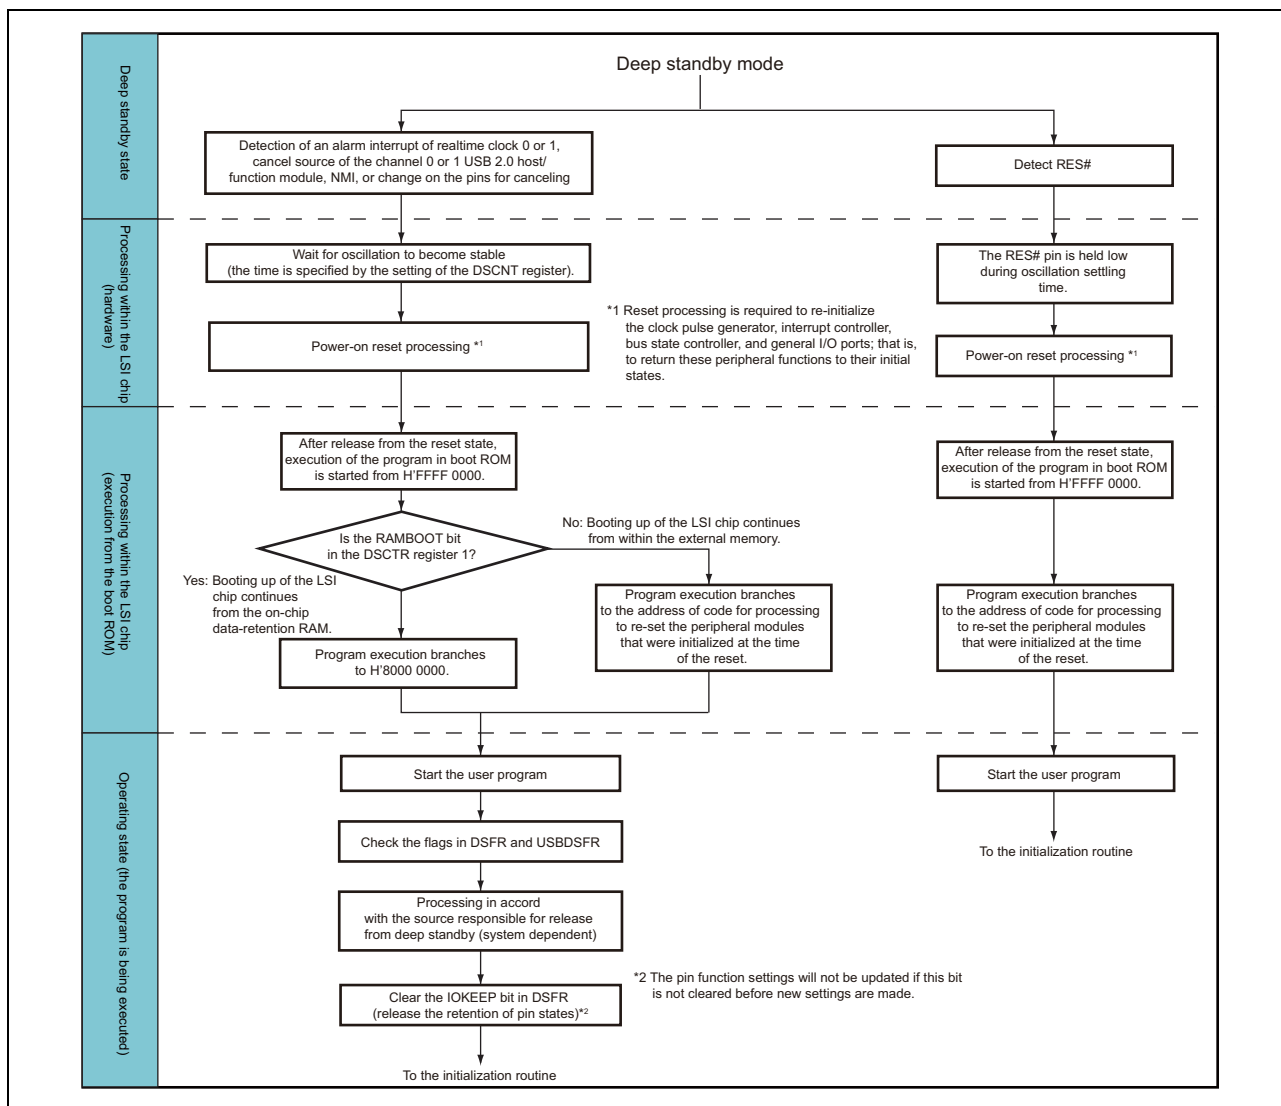 Deep standby mode
Deep standby
state
Detection of an alarm interrupt of realtime clock 0 or 1,
cancel source of the channel 0 or 1 USB 2.0 host/
function module, NMI, or change on the pins for canceling
Detect RES#
Processing within the LSI chip
(hardware)
Wait for oscillation to become stable
(the time is specified by the setting of the DSCNT register).
The RES# pin is held low
during oscillation settling
time.
Power-on reset processing *1
*1 Reset processing is required to re-initialize
the clock pulse generator, interrupt controller,
bus state controller, and general I/O ports; that is,
to return these peripheral functions to their initial
states.
Power-on reset processing *1
Processing within the LSI chip
(execution from the boot ROM)
After release from the reset state,
execution of the program in boot ROM
is started from H'FFFF 0000.
After release from the reset state,
execution of the program in boot ROM
is started from H'FFFF 0000.
Is the RAMBOOT bit
in the DSCTR register 1?
No: Booting up of the LSI chip continues
from within the external memory.
Yes: Booting up of the LSI
chip continues
from the on-chip
data-retention RAM.
Program execution branches
to H'8000 0000.
Program execution branches
to the address of code for processing
to re-set the peripheral modules
that were initialized at the time
of the reset.
Program execution branches
to the address of code for processing
to re-set the peripheral modules
that were initialized at the time
of the reset.
Operating state (the program is being executed)
Start the user program
Start the user program
Check the flags in DSFR and USBDSFR
To the initialization routine
Processing in accord
with the source responsible for release
from deep standby (system dependent)
Clear the IOKEEP bit in DSFR
(release the retention of pin states)*2
*2 The pin function settings will not be updated if this bit
is not cleared before new settings are made.
To the initialization routine